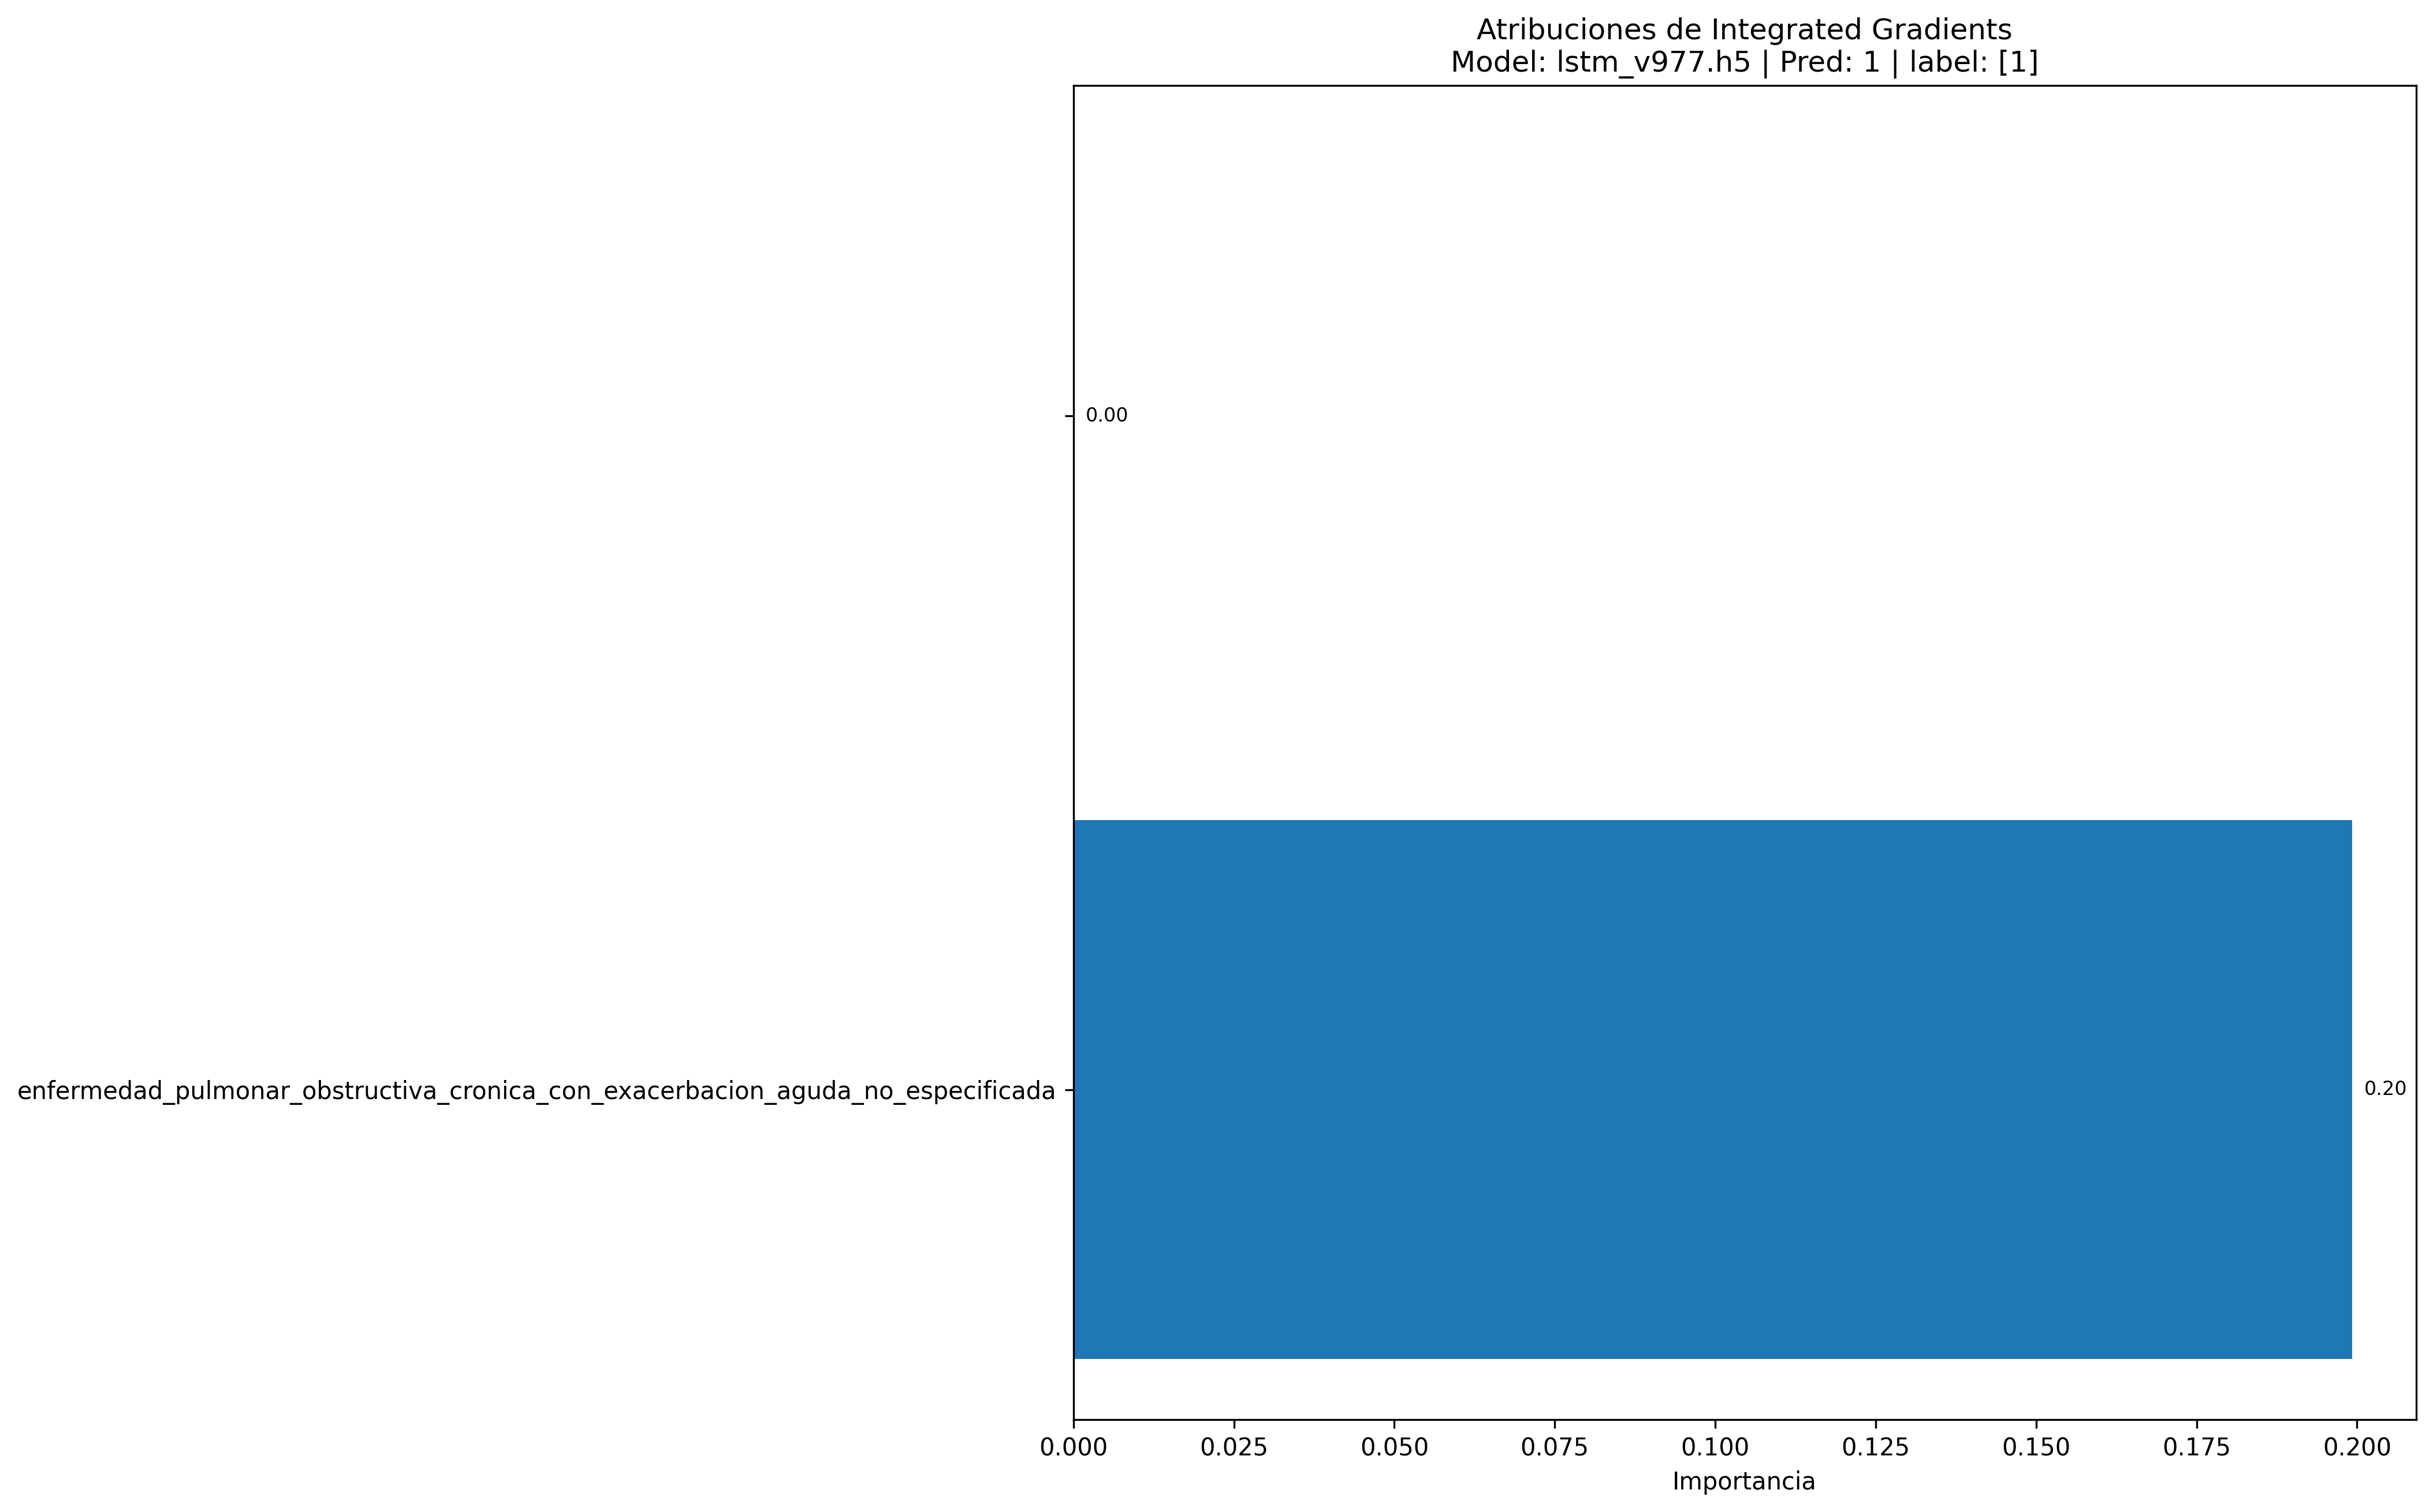 Atribuciones de Integrated Gradients
Model: lstm_v977.h5 | Pred: 1 | label: [1]
0.00
enfermedad_pulmonar_obstructiva_cronica_con_exacerbacion_aguda_no_especificada
0.20
0.000 0.025 0.050 0.075 0.100 0.125 0.150 0.175 0.200
Importancia